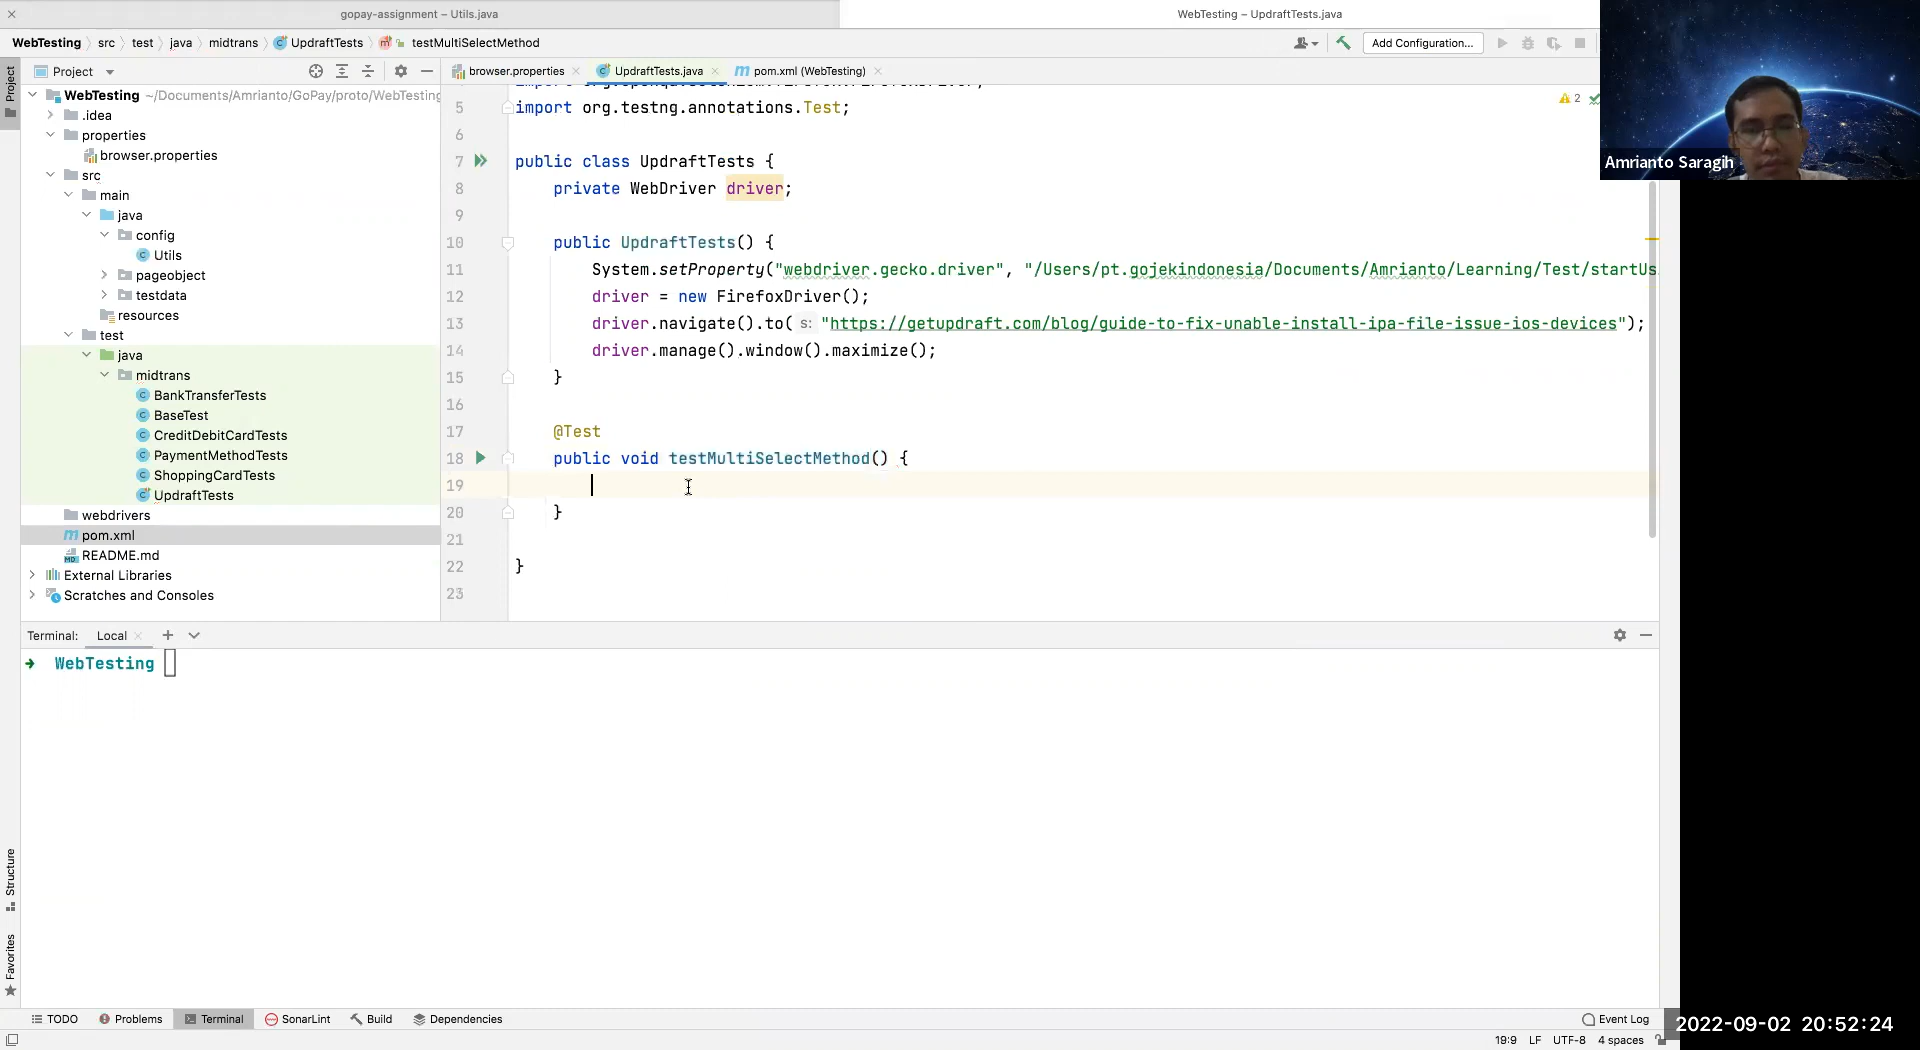 gopay-assignment – Utils.java
WebTesting – UpdraftTests.java
WebTesting
src
test
java
midtrans
UpdraftTests
testMultiSelectMethod
Add Configuration...
Project
Project
browser.properties
UpdraftTests.java
pom.xml (WebTesting)
WebTesting ~/Documents/Amrianto/GoPay/proto/WebTesting
.idea
properties
browser.properties
src
main
java
config
Utils
pageobject
testdata
resources
test
java
midtrans
BankTransferTests
BaseTest
CreditDebitCardTests
PaymentMethodTests
ShoppingCardTests
UpdraftTests
webdrivers
pom.xml
README.md
External Libraries
Scratches and Consoles
2
5 import org.testng.annotations.Test;
6
7 public class UpdraftTests {
8 private WebDriver driver;
9
10 public UpdraftTests() {
11 System.setProperty("webdriver.gecko.driver", "/Users/pt.gojekindonesia/Documents/Amrianto/Learning/Test/startUs
12 driver = new FirefoxDriver();
13 driver.navigate().to( s: "https://getupdraft.com/blog/guide-to-fix-unable-install-ipa-file-issue-ios-devices");
14 driver.manage().window().maximize();
15 }
16
17 @Test
18 public void testMultiSelectMethod() {
19
20 }
21
22 }
23
Amrianto Saragih
Terminal: Local
WebTesting
Structure
Favorites
TODO
Problems
Terminal
SonarLint
Build
Dependencies
Event Log
19:9 LF UTF-8 4 spaces
2022-09-02 20:52:24